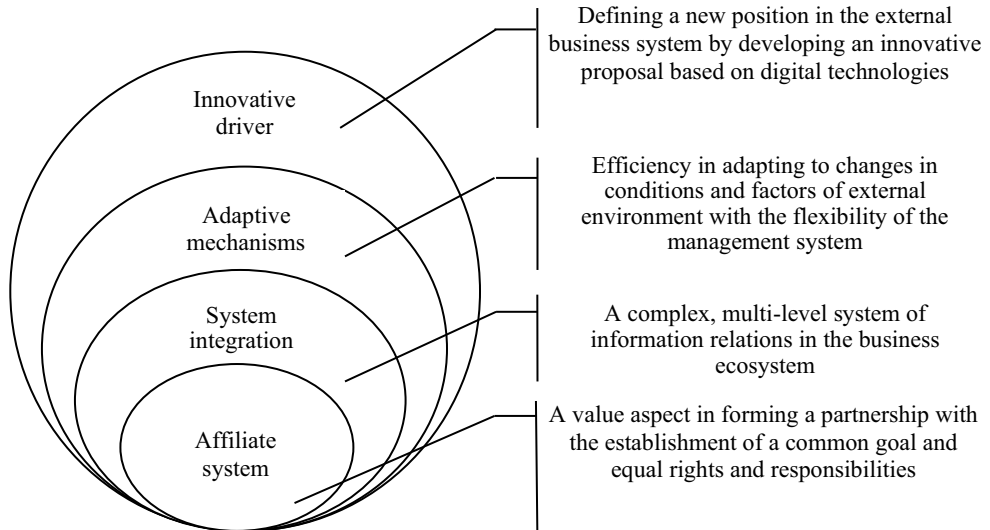 Defining a new position in the external
business system by developing an innovative
proposal based on digital technologies
Innovative
driver
Efficiency in adapting to changes in
conditions and factors of external
environment with the flexibility of the
management system
Adaptive
mechanisms
A complex, multi-level system of
information relations in the business
ecosystem
System
integration
A value aspect in forming a partnership with
the establishment of a common goal and
equal rights and responsibilities
Affiliate
system